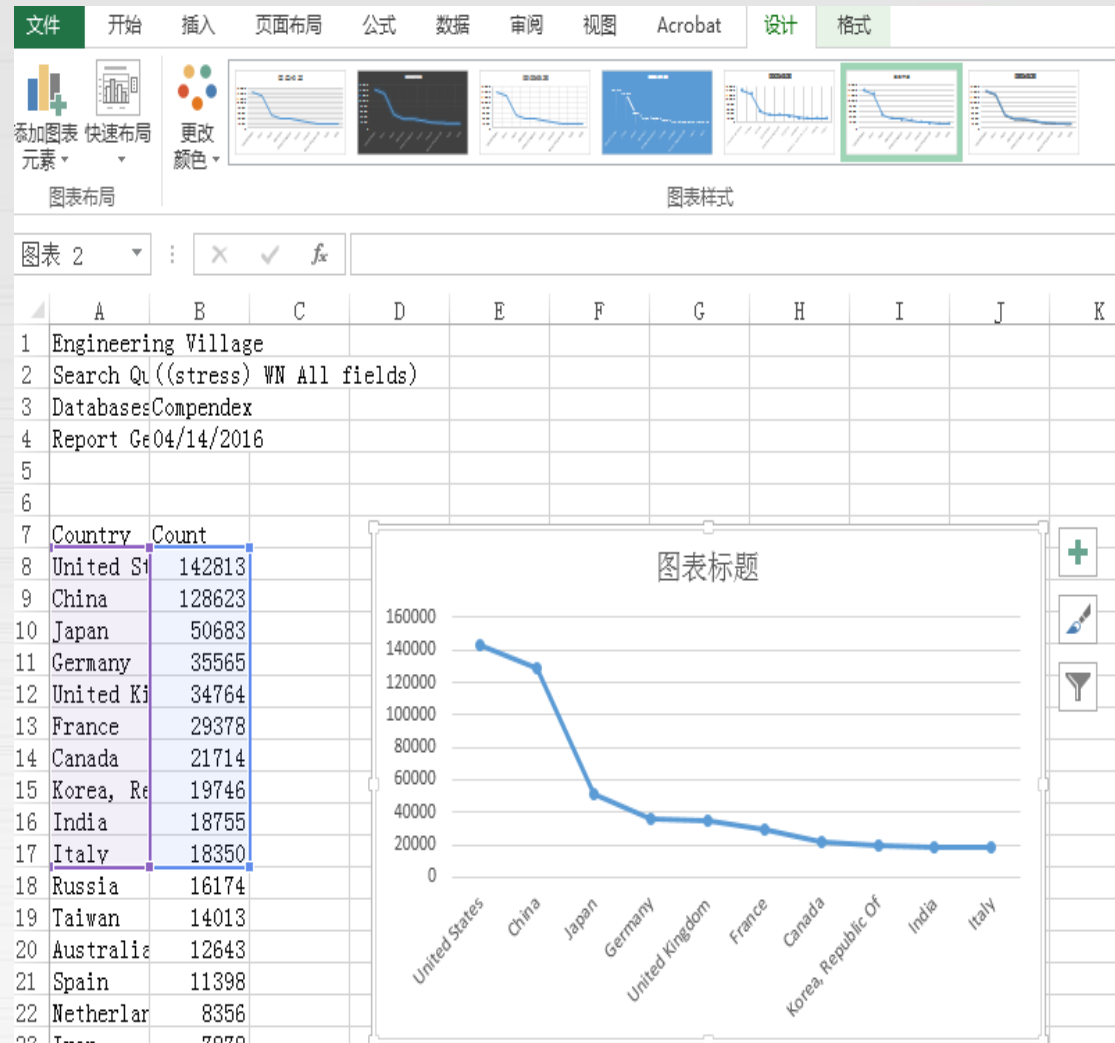 文件 开始 插入 页面布局 公式 数据 审阅 视图 Acrobat 设计 格式
添加图表 快速布局 更改
元素 颜色
图表布局 图表样式
图表 2 fx
A B C D E F G H I J K
1 Engineering Village
2 Search Qu((stress) WN All fields)
3 DatabasesCompendex
4 Report Ge04/14/2016
5
6
7 Country Count
8 United St 142813
9 China 128623
10 Japan 50683
11 Germany 35565
12 United Ki 34764
13 France 29378
14 Canada 21714
15 Korea, Re 19746
16 India 18755
17 Italy 18350
18 Russia 16174
19 Taiwan 14013
20 Australia 12643
21 Spain 11398
22 Netherlar 8356
图表标题
160000
140000
120000
100000
80000
60000
40000
20000
0
United States China Japan Germany United Kingdom France Canada Korea, Republic Of India Italy